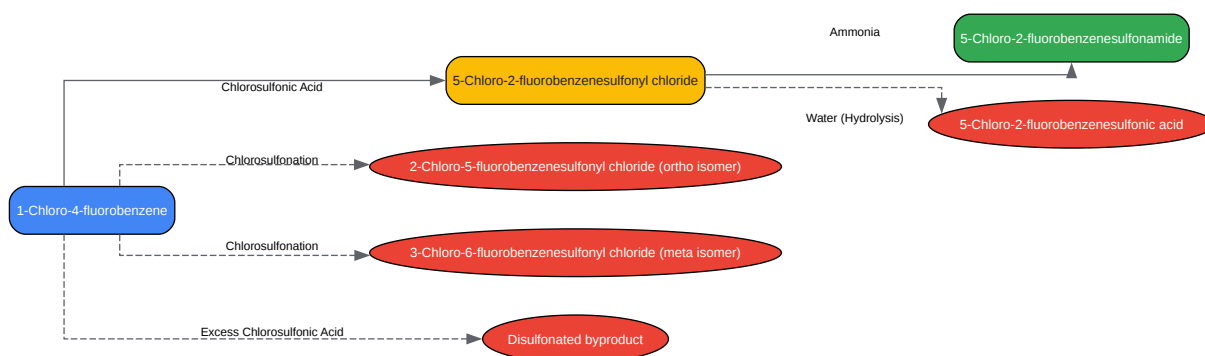 Ammonia
5-Chloro-2-fluorobenzenesulfonamide
5-Chloro-2-fluorobenzenesulfonyl chloride
Chlorosulfonic Acid
Water (Hydrolysis)
5-Chloro-2-fluorobenzenesulfonic acid
Chlorosulfonation
2-Chloro-5-fluorobenzenesulfonyl chloride (ortho isomer)
1-Chloro-4-fluorobenzene
Chlorosulfonation
3-Chloro-6-fluorobenzenesulfonyl chloride (meta isomer)
Excess Chlorosulfonic Acid
Disulfonated byproduct